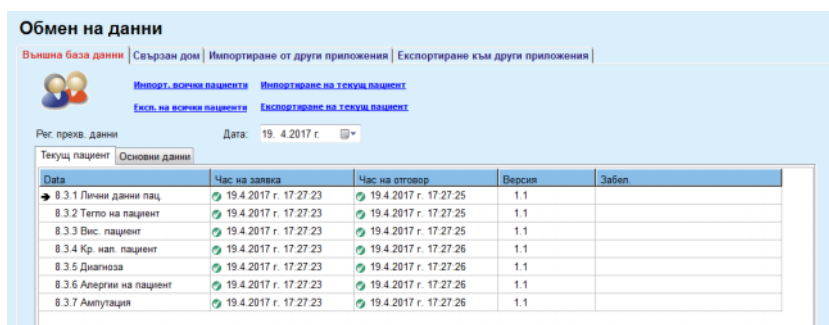 Обмен на данни
Външна база данни Свързан дом Импортиране от други приложения Експортиране към други приложения
Импорт. всички пациенти Импортиране на текущ пациент
Експ. на всички пациенти Експортиране на текущ пациент
Рег. прехв. данни Дата: 19. 4.2017 г.
Текущ пациент Основни данни
Data Час на заявка Час на отговор Версия Забел.
8.3.1 Лични данни пац. 19.4.2017 г. 17:27:23 19.4.2017 г. 17:27:25 1.1
8.3.2 Тегло на пациент 19.4.2017 г. 17:27:23 19.4.2017 г. 17:27:25 1.1
8.3.3 Вис. пациент 19.4.2017 г. 17:27:23 19.4.2017 г. 17:27:25 1.1
8.3.4 Кр. нал. пациент 19.4.2017 г. 17:27:23 19.4.2017 г. 17:27:26 1.1
8.3.5 Диагноза 19.4.2017 г. 17:27:23 19.4.2017 г. 17:27:26 1.1
8.3.6 Алергии на пациент 19.4.2017 г. 17:27:23 19.4.2017 г. 17:27:26 1.1
8.3.7 Ампутация 19.4.2017 г. 17:27:23 19.4.2017 г. 17:27:26 1.1